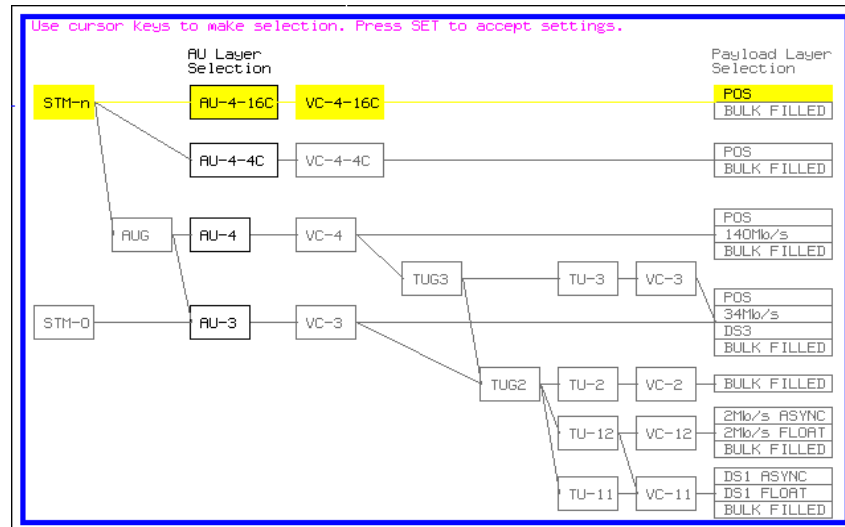 Use cursor keys to make selection. Press SET to accept settings.
AU Layer
Selection
Payload Layer
Selection
STM-n
AU-4-16C
VC-4-16C
POS
BULK FILLED
AU-4-4C
VC-4-4C
POS
BULK FILLED
AUG
AU-4
VC-4
POS
140Mb/s
BULK FILLED
TUG3
TU-3
VC-3
STM-0
AU-3
VC-3
POS
34Mb/s
DS3
BULK FILLED
TUG2
TU-2
VC-2
BULK FILLED
TU-12
VC-12
2Mb/s ASYNC
2Mb/s FLOAT
BULK FILLED
TU-11
VC-11
DS1 ASYNC
DS1 FLOAT
BULK FILLED